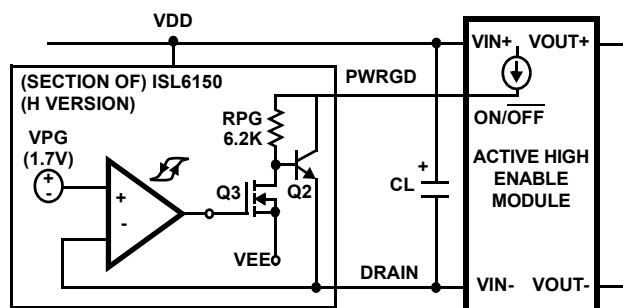 VDD
(SECTION OF) ISL6150
(H VERSION)
VPG
(1.7V)
+
-
+
-
RPG
6.2K
Q3
Q2
VEE
PWRGD
DRAIN
+
CL
VIN+
VOUT+
ON/OFF
ACTIVE HIGH
ENABLE
MODULE
VIN-
VOUT-